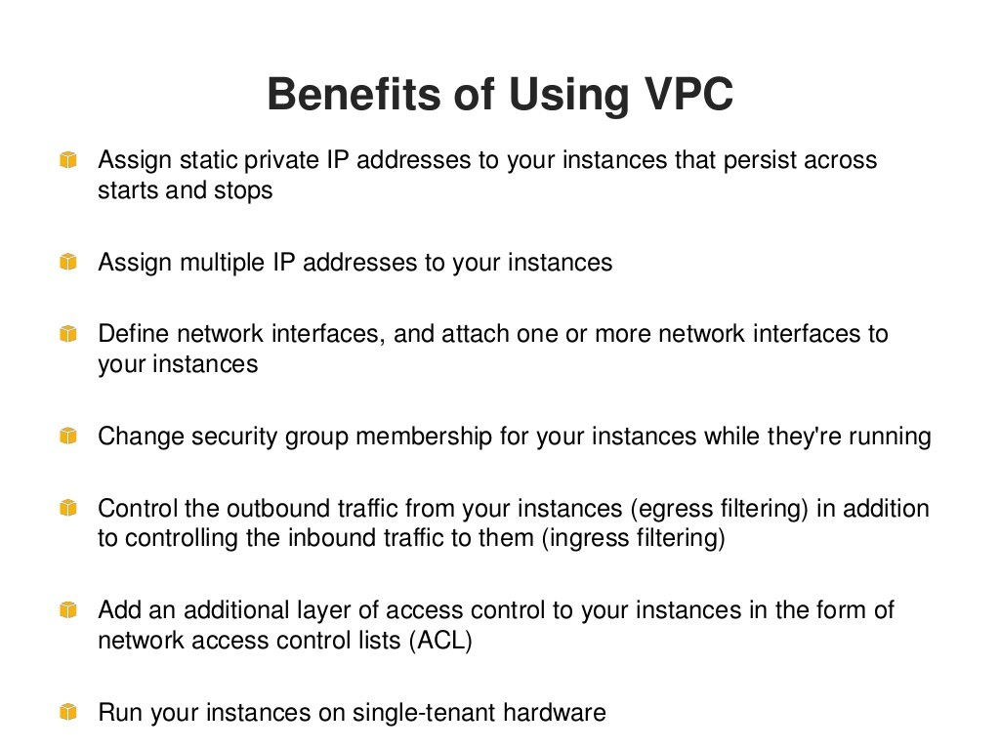 Benefits of Using VPC
Assign static private IP addresses to your instances that persist across
starts and stops
Assign multiple IP addresses to your instances
Define network interfaces, and attach one or more network interfaces to
your instances
Change security group membership for your instances while they're running
Control the outbound traffic from your instances (egress filtering) in addition
to controlling the inbound traffic to them (ingress filtering)
Add an additional layer of access control to your instances in the form of
network access control lists (ACL)
Run your instances on single-tenant hardware